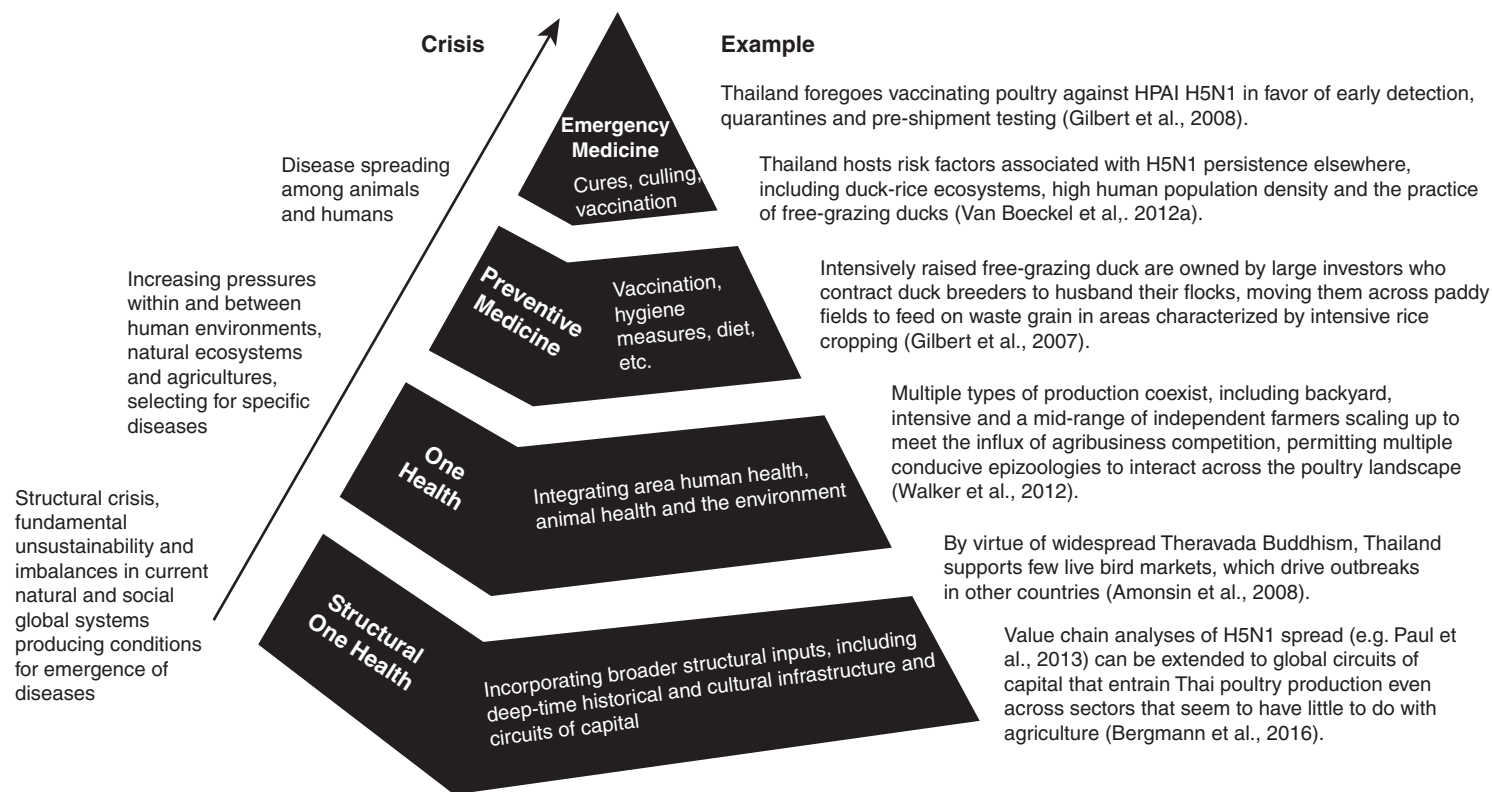 Crisis
Example
Disease spreading
among animals
and humans
Increasing pressures
within and between
human environments,
natural ecosystems
and agricultures,
selecting for specific
diseases
Structural crisis,
fundamental
unsustainability and
imbalances in current
natural and social
global systems
producing conditions
for emergence of
diseases
Emergency
Medicine
Cures, culling,
vaccination
Preventive
Medicine
Vaccination,
hygiene
measures, diet,
etc.
One
Health
Integrating area human health,
animal health and the environment
Structural
One Health
Incorporating broader structural inputs, including
deep-time historical and cultural infrastructure and
circuits of capital
Thailand foregoes vaccinating poultry against HPAI H5N1 in favor of early detection,
quarantines and pre-shipment testing (Gilbert et al., 2008).
Thailand hosts risk factors associated with H5N1 persistence elsewhere,
including duck-rice ecosystems, high human population density and the practice
of free-grazing ducks (Van Boeckel et al,. 2012a).
Intensively raised free-grazing duck are owned by large investors who
contract duck breeders to husband their flocks, moving them across paddy
fields to feed on waste grain in areas characterized by intensive rice
cropping (Gilbert et al., 2007).
Multiple types of production coexist, including backyard,
intensive and a mid-range of independent farmers scaling up to
meet the influx of agribusiness competition, permitting multiple
conducive epizoologies to interact across the poultry landscape
(Walker et al., 2012).
By virtue of widespread Theravada Buddhism, Thailand
supports few live bird markets, which drive outbreaks
in other countries (Amonsin et al., 2008).
Value chain analyses of H5N1 spread (e.g. Paul et
al., 2013) can be extended to global circuits of
capital that entrain Thai poultry production even
across sectors that seem to have little to do with
agriculture (Bergmann et al., 2016).